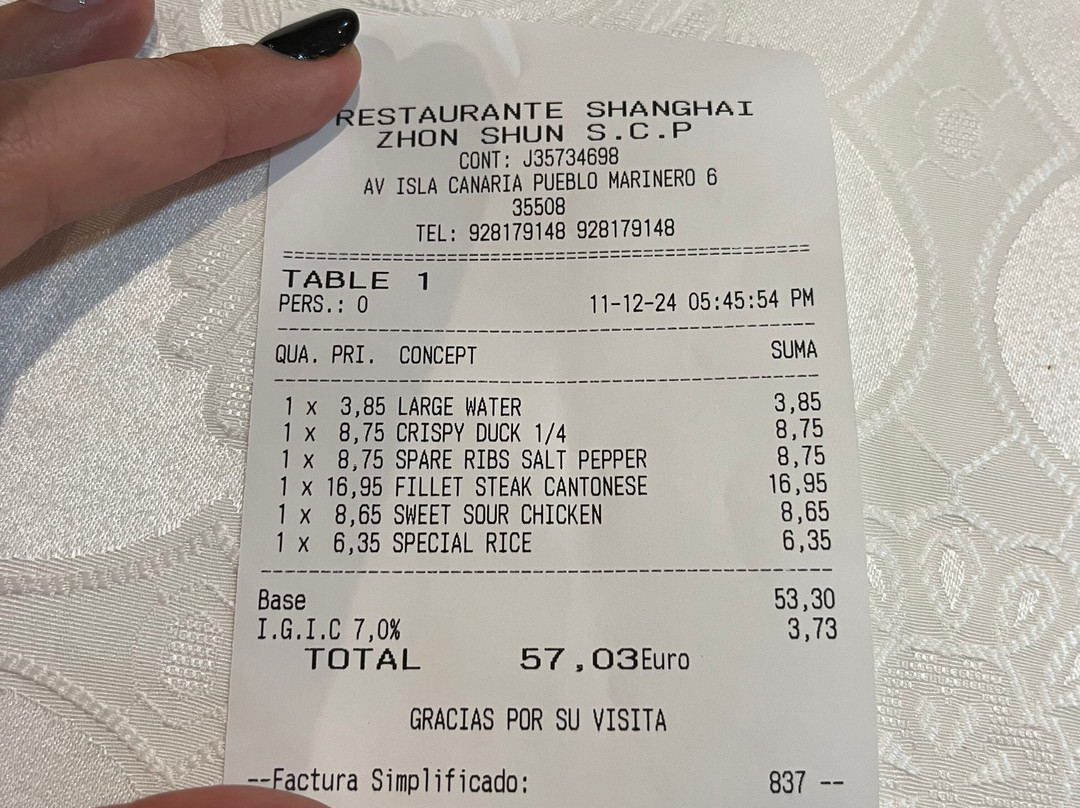 RESTAURANTE SHANGHAI
ZHON SHUN S.C.P
CONT: J35734698
AV ISLA CANARIA PUEBLO MARINERO 6
35508
TEL: 928179148 928179148
TABLE 1
PERS.: 0 11-12-24 05:45:54 PM
QUA. PRI. CONCEPT SUMA
1 x 3,85 LARGE WATER 3,85
1 x 8,75 CRISPY DUCK 1/4 8,75
1 x 8,75 SPARE RIBS SALT PEPPER 8,75
1 x 16,95 FILLET STEAK CANTONESE 16,95
1 x 8,65 SWEET SOUR CHICKEN 8,65
1 x 6,35 SPECIAL RICE 6,35
Base 53,30
I.G.I.C 7,0% 3,73
TOTAL 57,03Euro
GRACIAS POR SU VISITA
--Factura Simplificado: 837 --